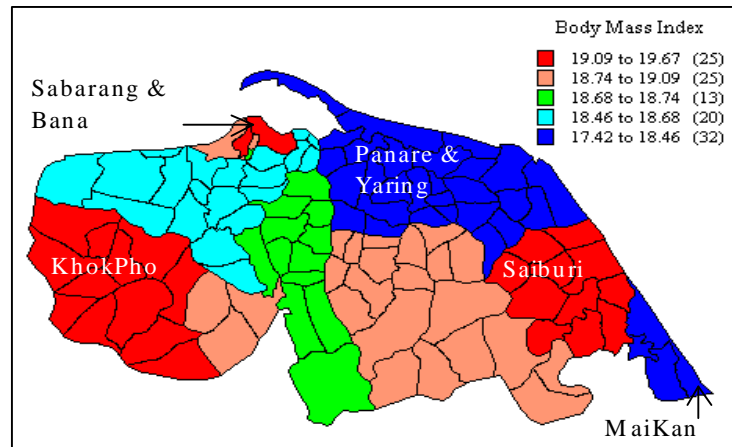 Body Mass Index
19.09 to 19.67 (25)
18.74 to 19.09 (25)
18.68 to 18.74 (13)
18.46 to 18.68 (20)
17.42 to 18.46 (32)
Sabarang &
Bana
Panare &
Yaring
KhokPho
Saiburi
MaiKan